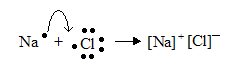 Na + Cl → [Na]⁺ [Cl]⁻